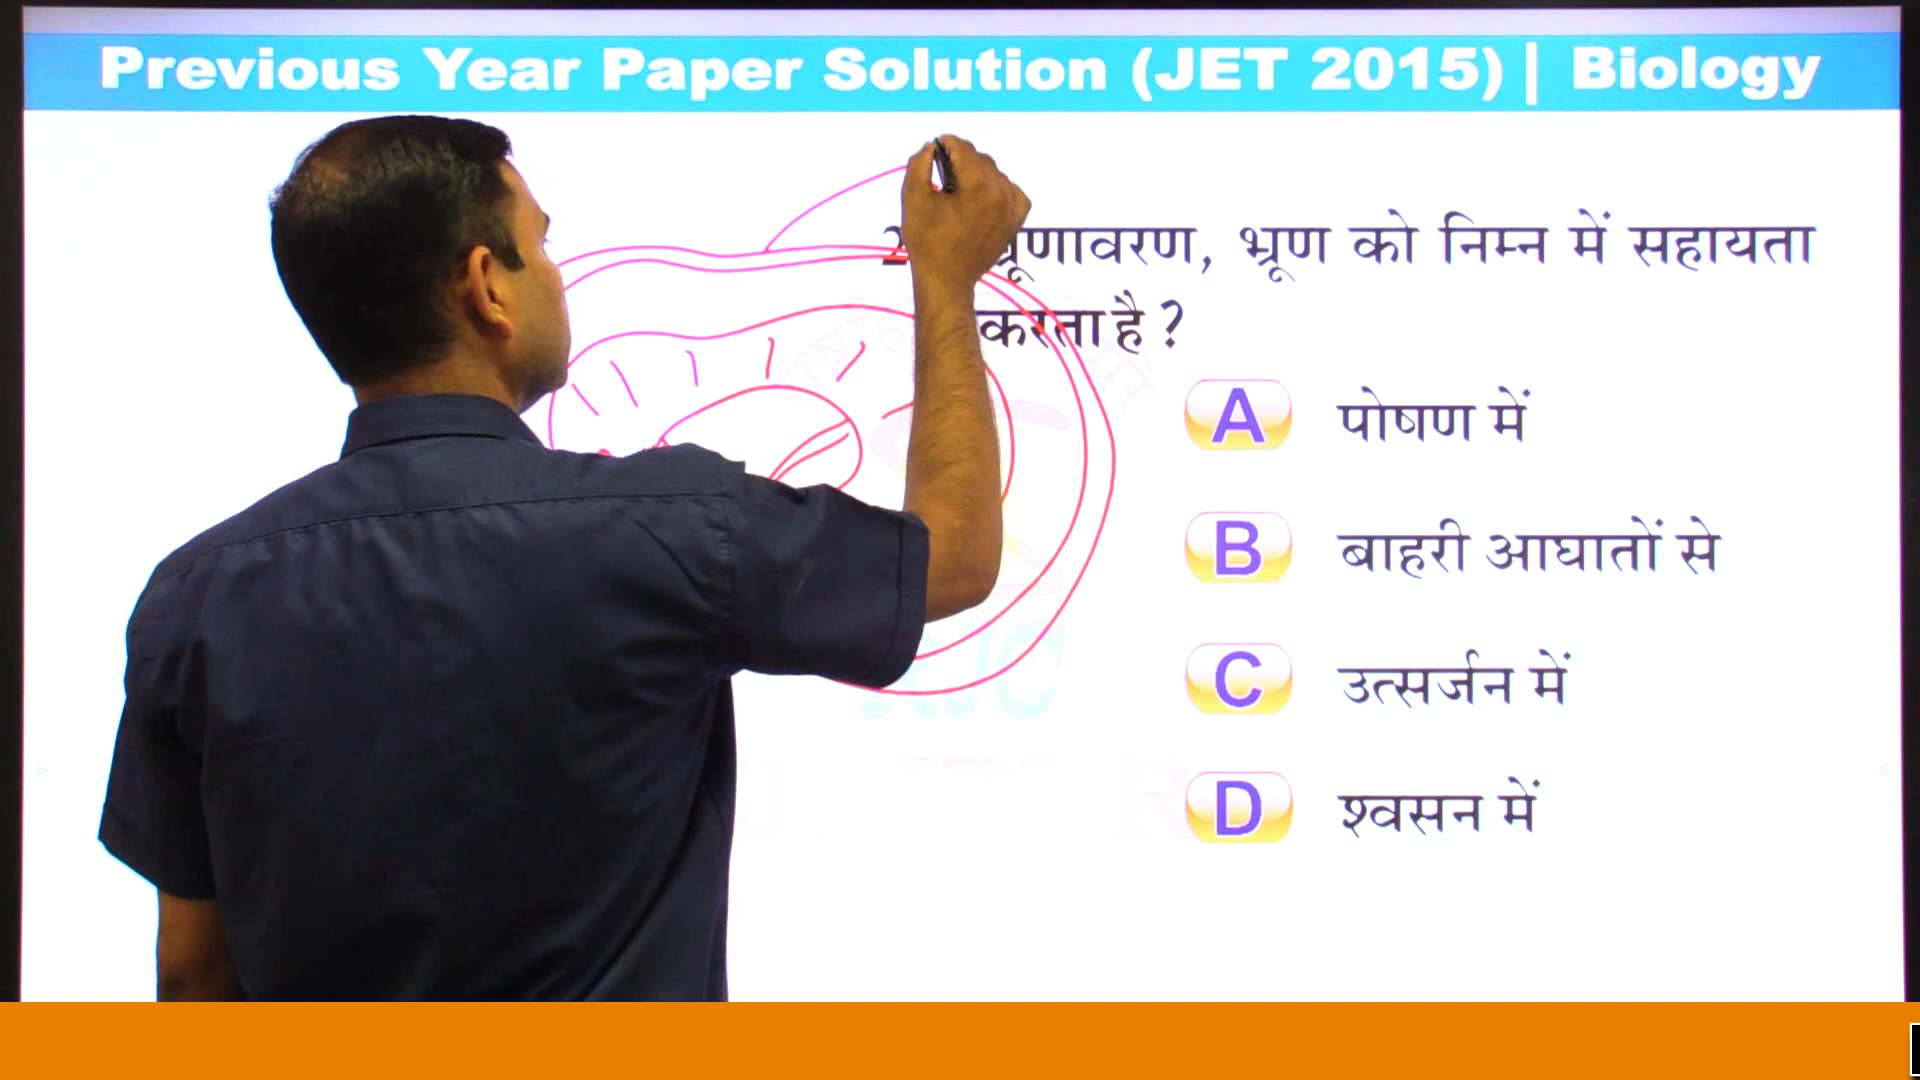 Previous Year Paper Solution (JET 2015) | Biology
भ्रूणावरण, भ्रूण को निम्न में सहायता
करता है ?
A पोषण में
B बाहरी आघातों से
C उत्सर्जन में
D श्वसन में